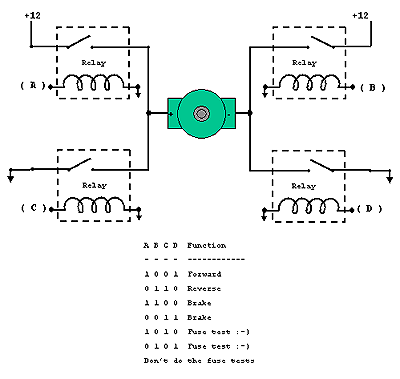 +12 +12
Relay Relay
( A ) ( B )
+ -
Relay Relay
( C ) ( D )
A B C D Function
- - - - ------------
1 0 0 1 Forward
0 1 1 0 Reverse
1 1 0 0 Brake
0 0 1 1 Brake
1 0 1 0 Fuse test :-)
0 1 0 1 Fuse test :-)
Don't do the fuse tests